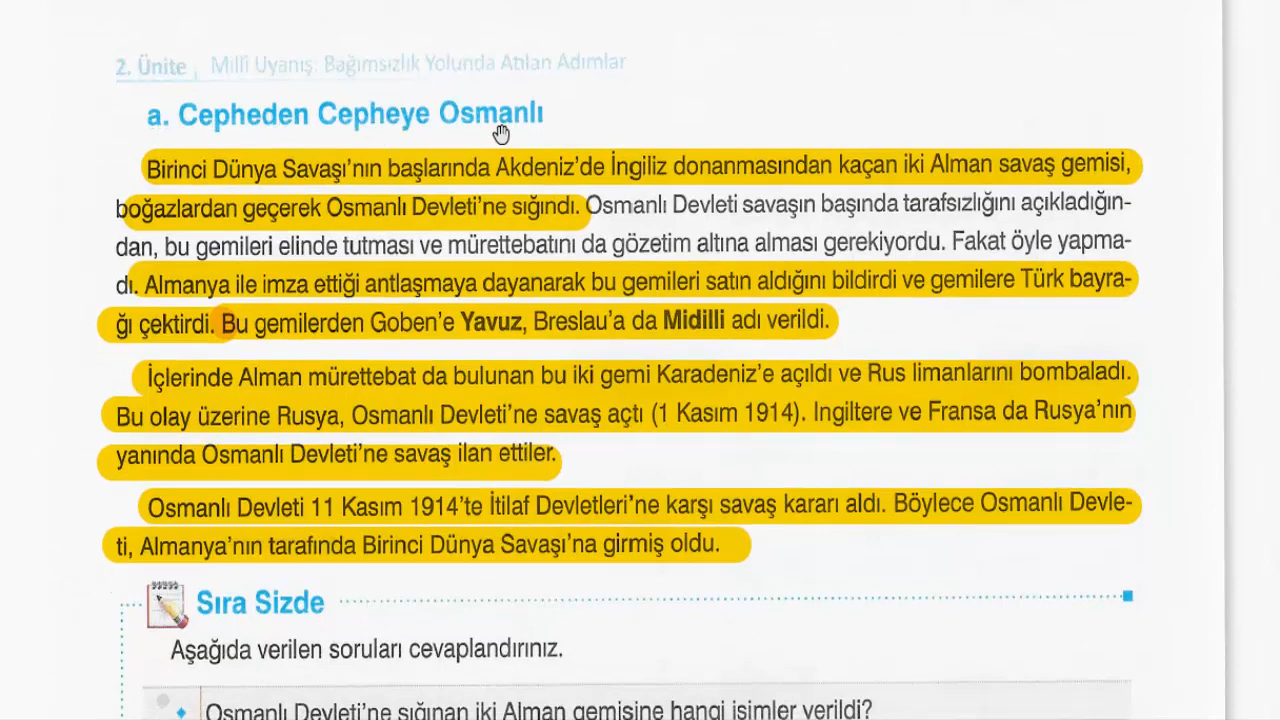 2. Ünite Millî Uyanış: Bağımsızlık Yolunda Atılan Adımlar
a. Cepheden Cepheye Osmanlı
Birinci Dünya Savaşı’nın başlarında Akdeniz’de İngiliz donanmasından kaçan iki Alman savaş gemisi,
boğazlardan geçerek Osmanlı Devleti’ne sığındı. Osmanlı Devleti savaşın başında tarafsızlığını açıkladığın-
dan, bu gemileri elinde tutması ve mürettebatını da gözetim altına alması gerekiyordu. Fakat öyle yapma-
dı. Almanya ile imza ettiği antlaşmaya dayanarak bu gemileri satın aldığını bildirdi ve gemilere Türk bayra-
ğı çektirdi. Bu gemilerden Goben’e Yavuz, Breslau’a da Midilli adı verildi.
İçlerinde Alman mürettebat da bulunan bu iki gemi Karadeniz’e açıldı ve Rus limanlarını bombaladı.
Bu olay üzerine Rusya, Osmanlı Devleti’ne savaş açtı (1 Kasım 1914). Ingiltere ve Fransa da Rusya’nın
yanında Osmanlı Devleti’ne savaş ilan ettiler.
Osmanlı Devleti 11 Kasım 1914’te İtilaf Devletleri’ne karşı savaş kararı aldı. Böylece Osmanlı Devle-
ti, Almanya’nın tarafında Birinci Dünya Savaşı’na girmiş oldu.
Sıra Sizde
Aşağıda verilen soruları cevaplandırınız.
Osmanlı Devleti’ne sığınan iki Alman gemisine hangi isimler verildi?